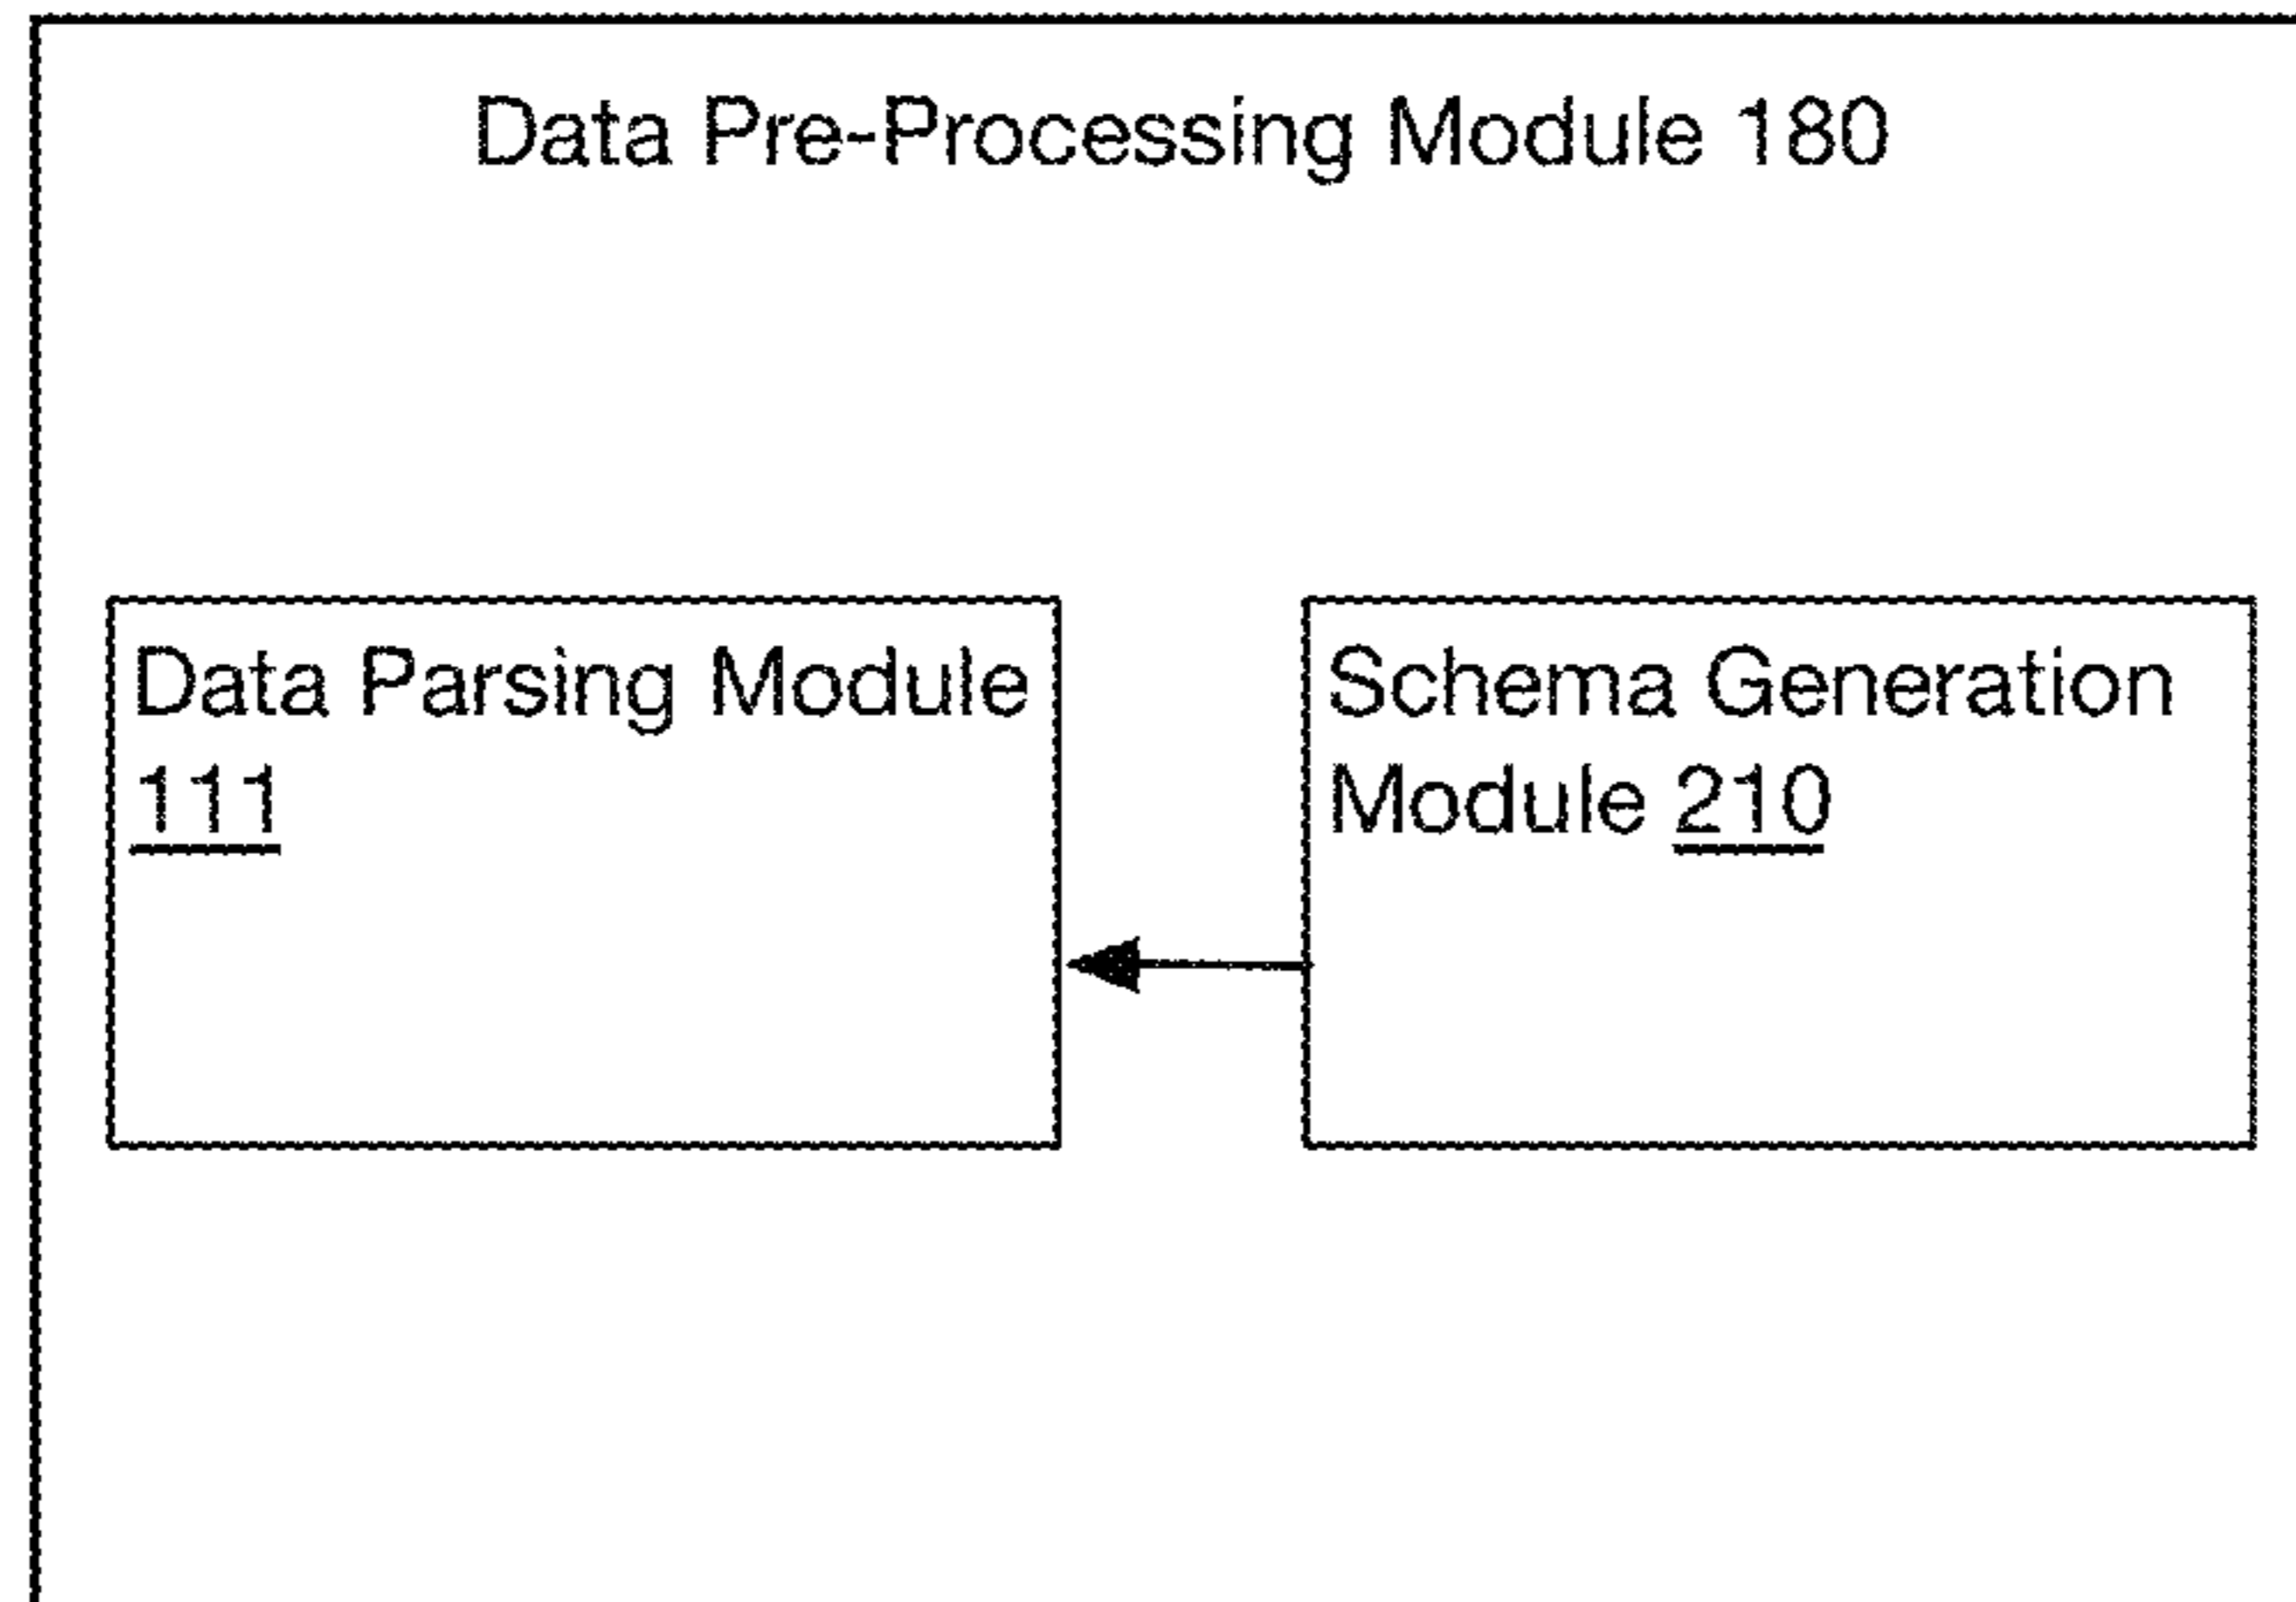 Data Pre-Processing Module 180
Data Parsing Module
111
Schema Generation
Module 210